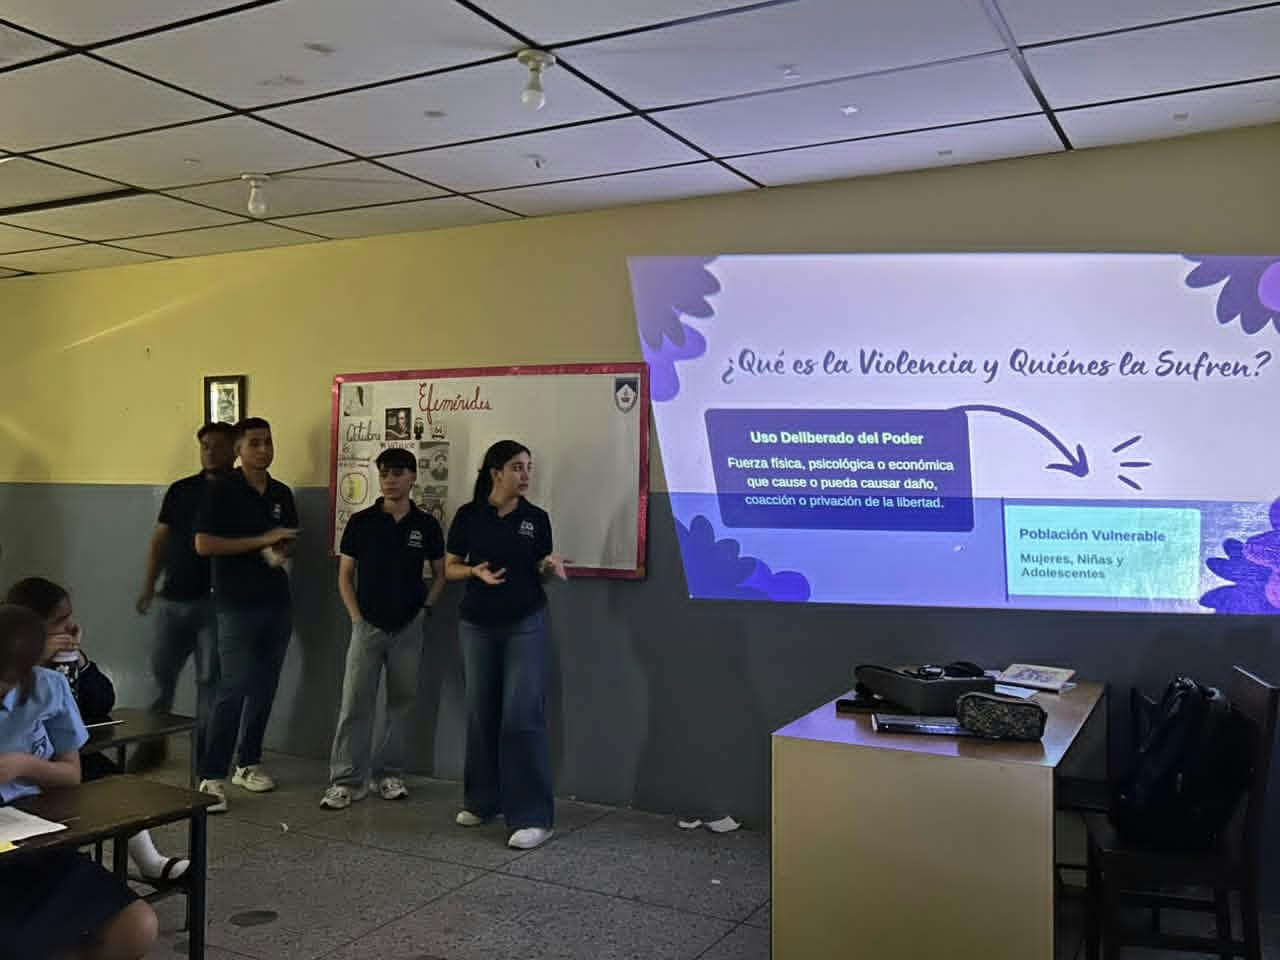 Efemérides
Octubre
¿Qué es la Violencia y Quiénes la Sufren?
Uso Deliberado del Poder
Fuerza física, psicológica o económica
que cause o pueda causar daño,
coacción o privación de la libertad.
Población Vulnerable
Mujeres, Niñas y
Adolescentes